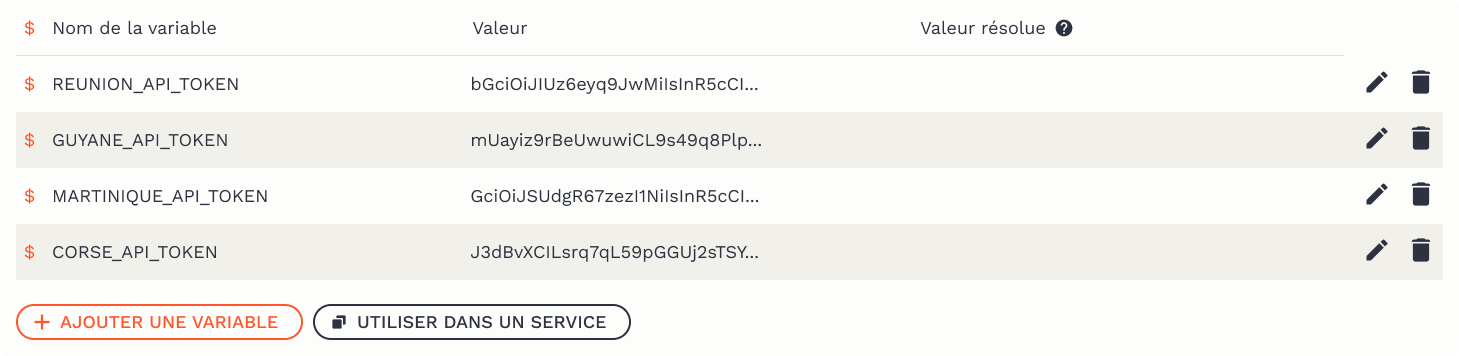 $ Nom de la variable Valeur Valeur résolue ?
$ REUNION_API_TOKEN bGciOiJIUz6eyq9JwMiIsInR5cCI...
$ GUYANE_API_TOKEN mUayiz9rBeUwuwiCL9s49q8Plp...
$ MARTINIQUE_API_TOKEN GciOiJSUdgR67zezI1NiIsInR5cCI...
$ CORSE_API_TOKEN J3dBvXCILsrq7qL59pGGUj2sTSY...
+ AJOUTER UNE VARIABLE UTILISER DANS UN SERVICE